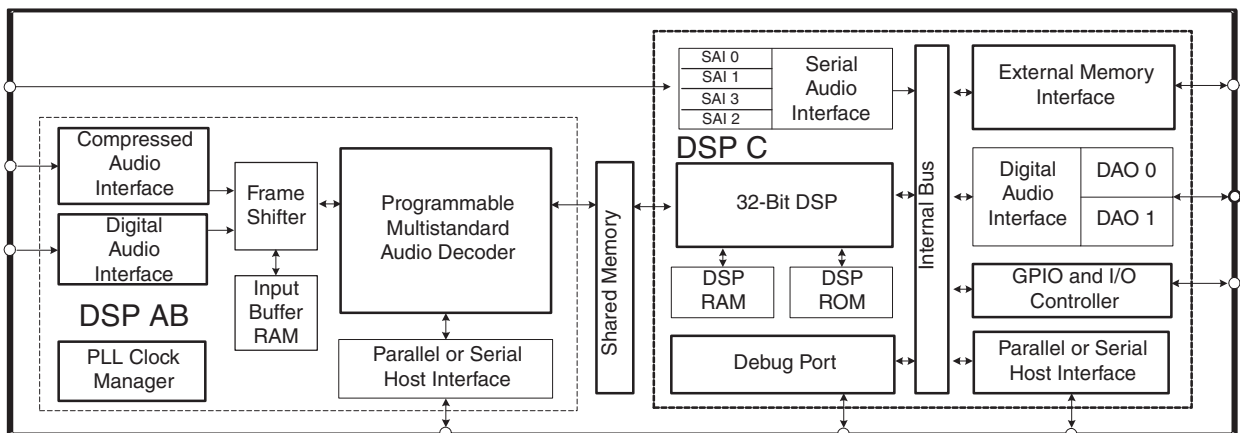 SAI 0
SAI 1
SAI 3
SAI 2
Serial
Audio
Interface
External Memory
Interface
DSP C
Compressed
Audio
Interface
Digital
Audio
Interface
Frame
Shifter
Input
Buffer
RAM
Programmable
Multistandard
Audio Decoder
Parallel or Serial
Host Interface
DSP AB
PLL Clock
Manager
Shared Memory
32-Bit DSP
DSP
RAM
DSP
ROM
Debug Port
Internal Bus
Digital
Audio
Interface
DAO 0
DAO 1
GPIO and I/O
Controller
Parallel or Serial
Host Interface